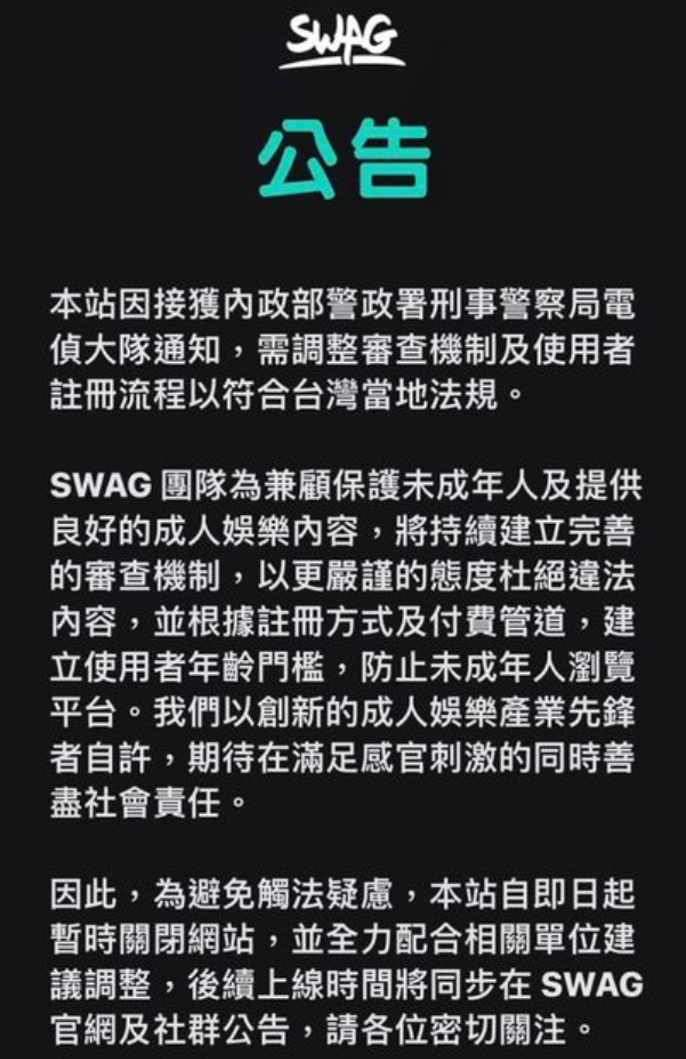 SWAG
公告
本站因接獲內政部警政署刑事警察局電
偵大隊通知，需調整審查機制及使用者
註冊流程以符合台灣當地法規。
SWAG 團隊為兼顧保護未成年人及提供
良好的成人娛樂內容，將持續建立完善
的審查機制，以更嚴謹的態度杜絕違法
內容，並根據註冊方式及付費管道，建
立使用者年齡門檻，防止未成年人瀏覽
平台。我們以創新的成人娛樂產業先鋒
者自許，期待在滿足感官刺激的同時善
盡社會責任。
因此，為避免觸法疑慮，本站自即日起
暫時關閉網站，並全力配合相關單位建
議調整，後續上線時間將同步在 SWAG
官網及社群公告，請各位密切關注。